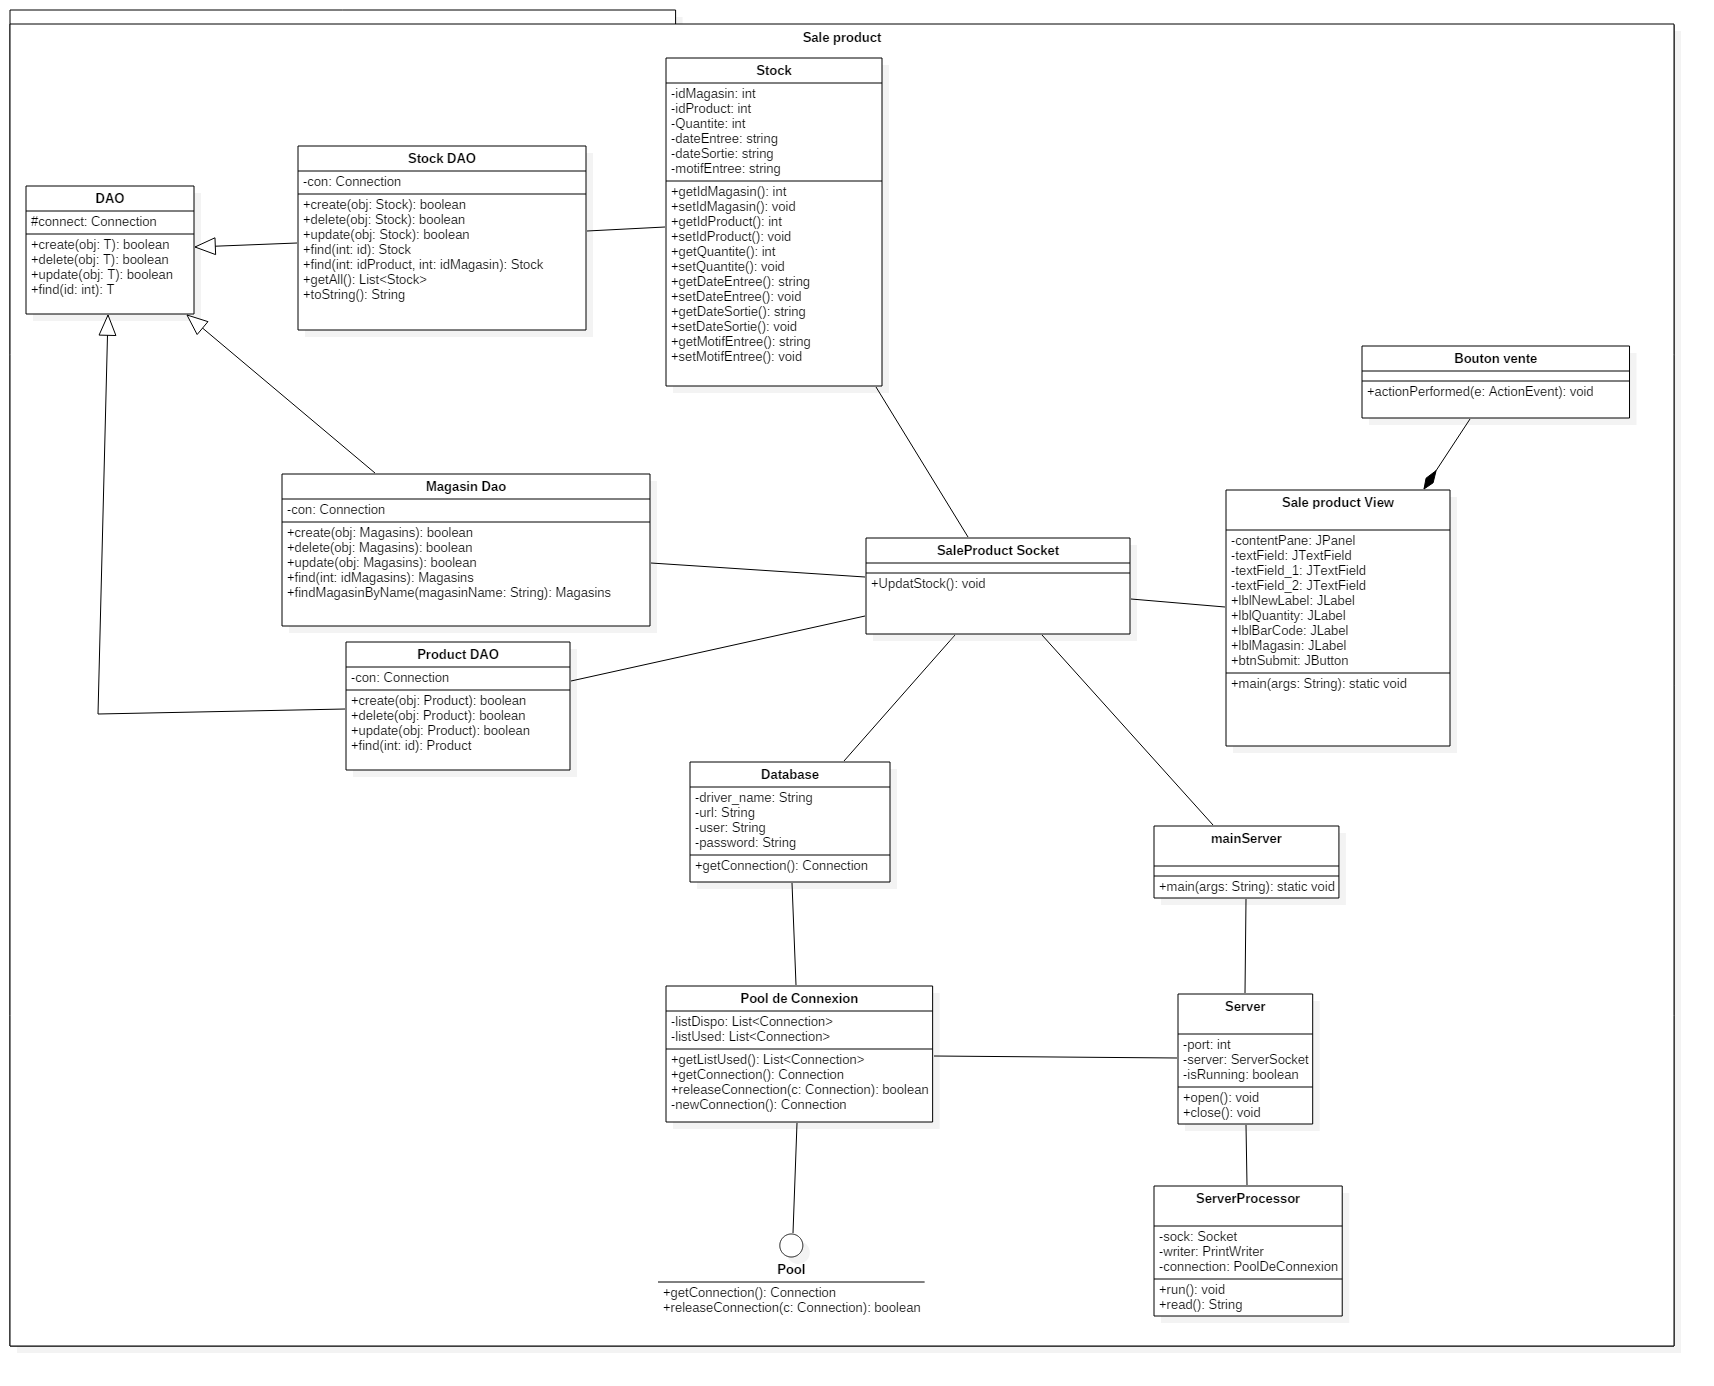 Sale product
Stock
-idMagasin: int
-idProduct: int
-Quantite: int
-dateEntree: string
-dateSortie: string
-motifEntree: string
+getIdMagasin(): int
+setIdMagasin(): void
+getIdProduct(): int
+setIdProduct(): void
+getQuantite(): int
+setQuantite(): void
+getDateEntree(): string
+setDateEntree(): void
+getDateSortie(): string
+setDateSortie(): void
+getMotifEntree(): string
+setMotifEntree(): void
Stock DAO
-con: Connection
+create(obj: Stock): boolean
+delete(obj: Stock): boolean
+update(obj: Stock): boolean
+find(int: id): Stock
+find(int: idProduct, int: idMagasin): Stock
+getAll(): List<Stock>
+toString(): String
DAO
#connect: Connection
+create(obj: T): boolean
+delete(obj: T): boolean
+update(obj: T): boolean
+find(id: int): T
Bouton vente
+actionPerformed(e: ActionEvent): void
Magasin Dao
-con: Connection
+create(obj: Magasins): boolean
+delete(obj: Magasins): boolean
+update(obj: Magasins): boolean
+find(int: idMagasins): Magasins
+findMagasinByName(magasinName: String): Magasins
SaleProduct Socket
+UpdatStock(): void
Sale product View
-contentPane: JPanel
-textField: JTextField
-textField_1: JTextField
-textField_2: JTextField
+lblNewLabel: JLabel
+lblQuantity: JLabel
+lblBarCode: JLabel
+lblMagasin: JLabel
+btnSubmit: JButton
+main(args: String): static void
Product DAO
-con: Connection
+create(obj: Product): boolean
+delete(obj: Product): boolean
+update(obj: Product): boolean
+find(int: id): Product
Database
-driver_name: String
-url: String
-user: String
-password: String
+getConnection(): Connection
mainServer
+main(args: String): static void
Pool de Connexion
-listDispo: List<Connection>
-listUsed: List<Connection>
+getListUsed(): List<Connection>
+getConnection(): Connection
+releaseConnection(c: Connection): boolean
-newConnection(): Connection
Server
-port: int
-server: ServerSocket
-isRunning: boolean
+open(): void
+close(): void
ServerProcessor
-sock: Socket
-writer: PrintWriter
-connection: PoolDeConnexion
+run(): void
+read(): String
Pool
+getConnection(): Connection
+releaseConnection(c: Connection): boolean